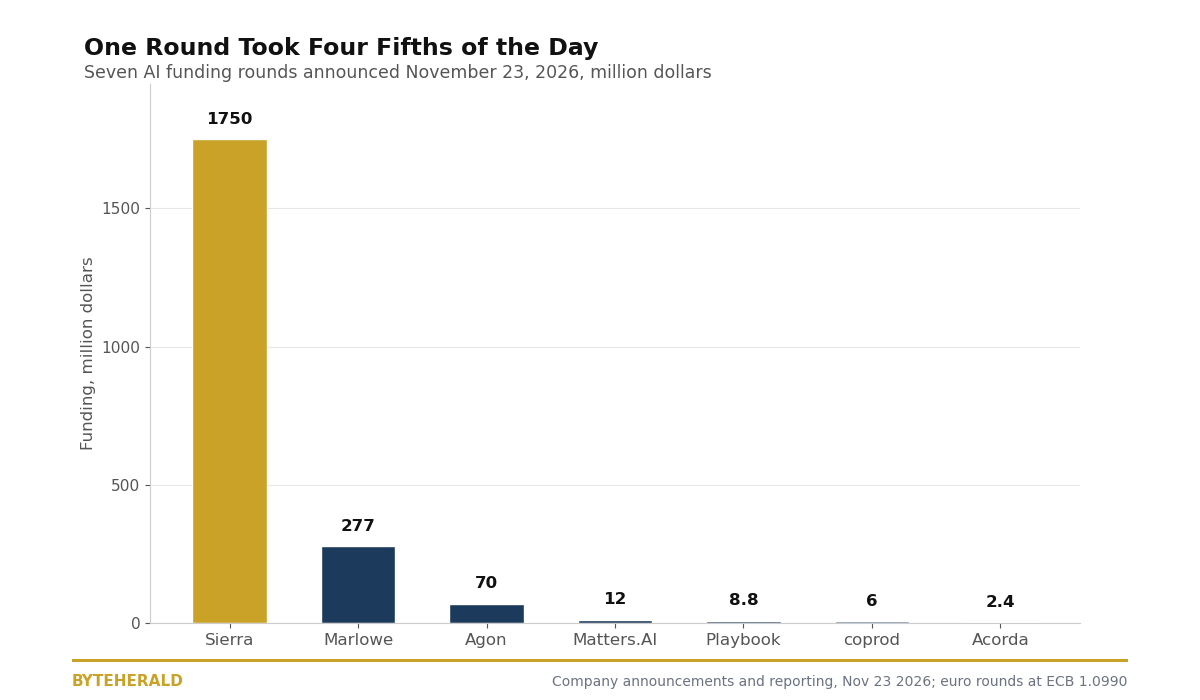 One Round Took Four Fifths of the Day
Seven AI funding rounds announced November 23, 2026, million dollars
Funding, million dollars
1500
1000
500
0
1750
277
70
12
8.8
6
2.4
Sierra
Marlowe
Agon
Matters.AI
Playbook
coprod
Acorda
BYTEHERALD
Company announcements and reporting, Nov 23 2026; euro rounds at ECB 1.0990